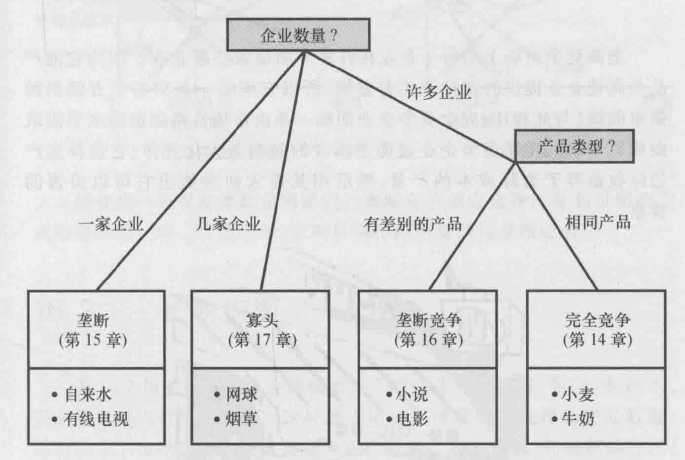 企业数量？
许多企业
产品类型？
一家企业
几家企业
有差别的产品
相同产品
垄断
(第 15 章)
寡头
(第 17 章)
垄断竞争
(第 16 章)
完全竞争
(第 14 章)
• 自来水
• 有线电视
• 网球
• 烟草
• 小说
• 电影
• 小麦
• 牛奶